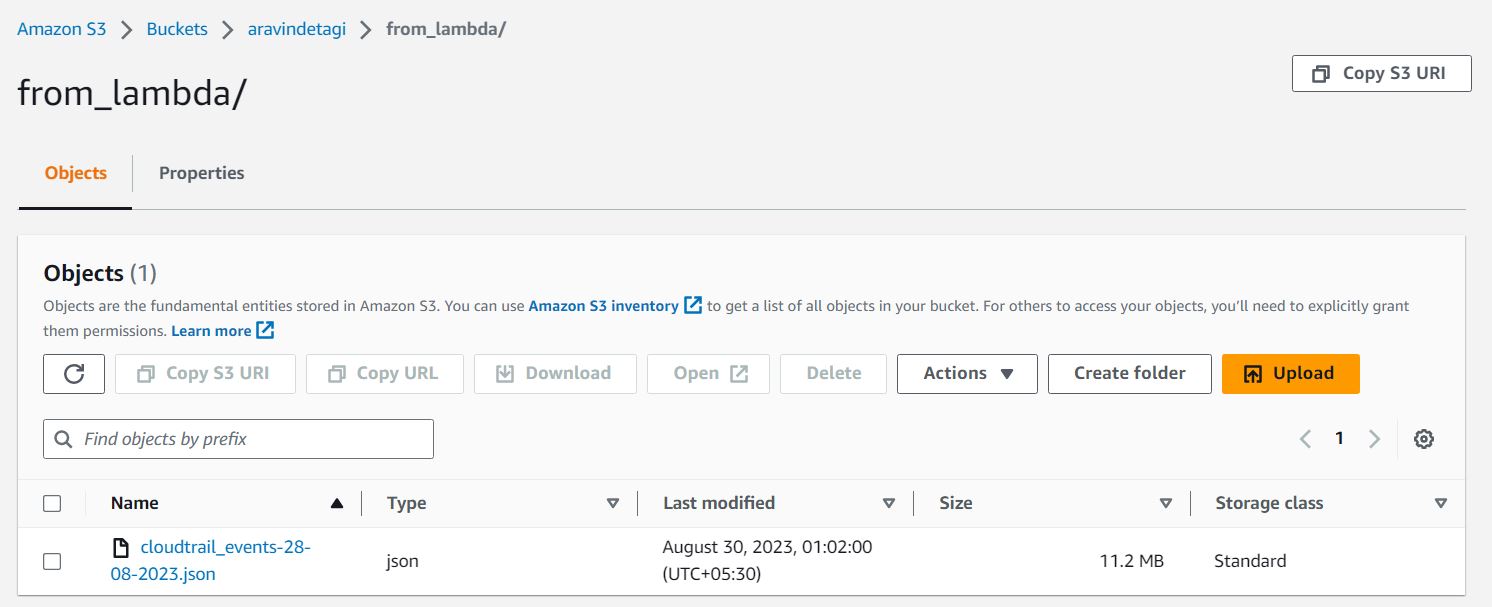 Amazon S3 > Buckets > aravindetagi > from_lambda/
Copy S3 URI
from_lambda/
Objects Properties
Objects (1)
Objects are the fundamental entities stored in Amazon S3. You can use Amazon S3 inventory to get a list of all objects in your bucket. For others to access your objects, you’ll need to explicitly grant
them permissions. Learn more
Copy S3 URI Copy URL Download Open Delete Actions Create folder Upload
Find objects by prefix
1
Name Type Last modified Size Storage class
cloudtrail_events-28-
08-2023.json
json
August 30, 2023, 01:02:00
(UTC+05:30)
11.2 MB
Standard